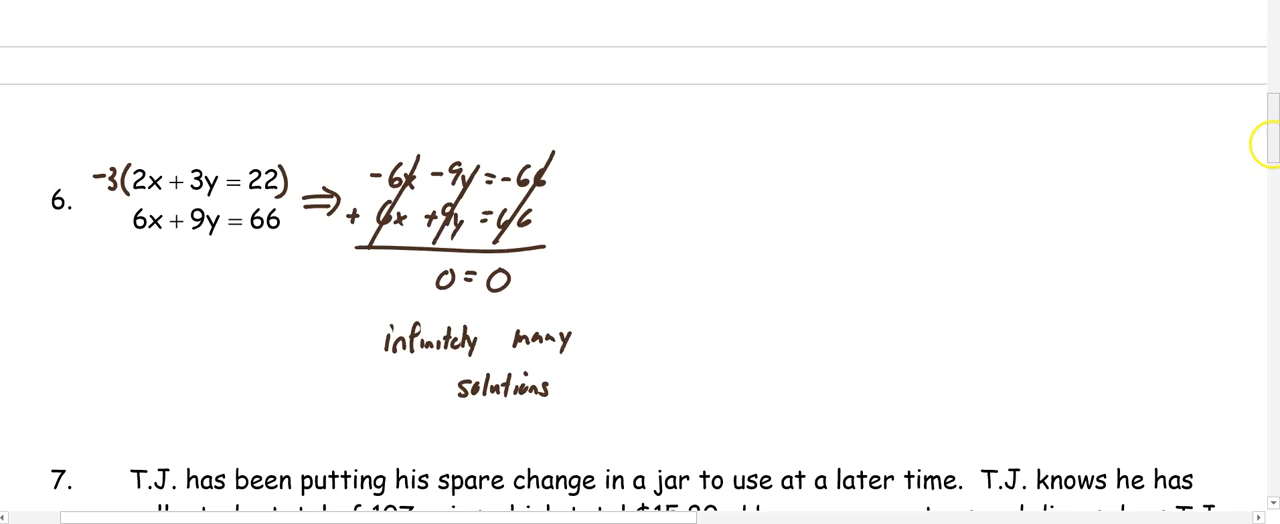 6. -3(2x + 3y = 22) ⇒ -6x -9y = -66
6x + 9y = 66 + 6x +9y = 66
0 = 0
infinitely many
solutions
7. T.J. has been putting his spare change in a jar to use at a later time. T.J. knows he has